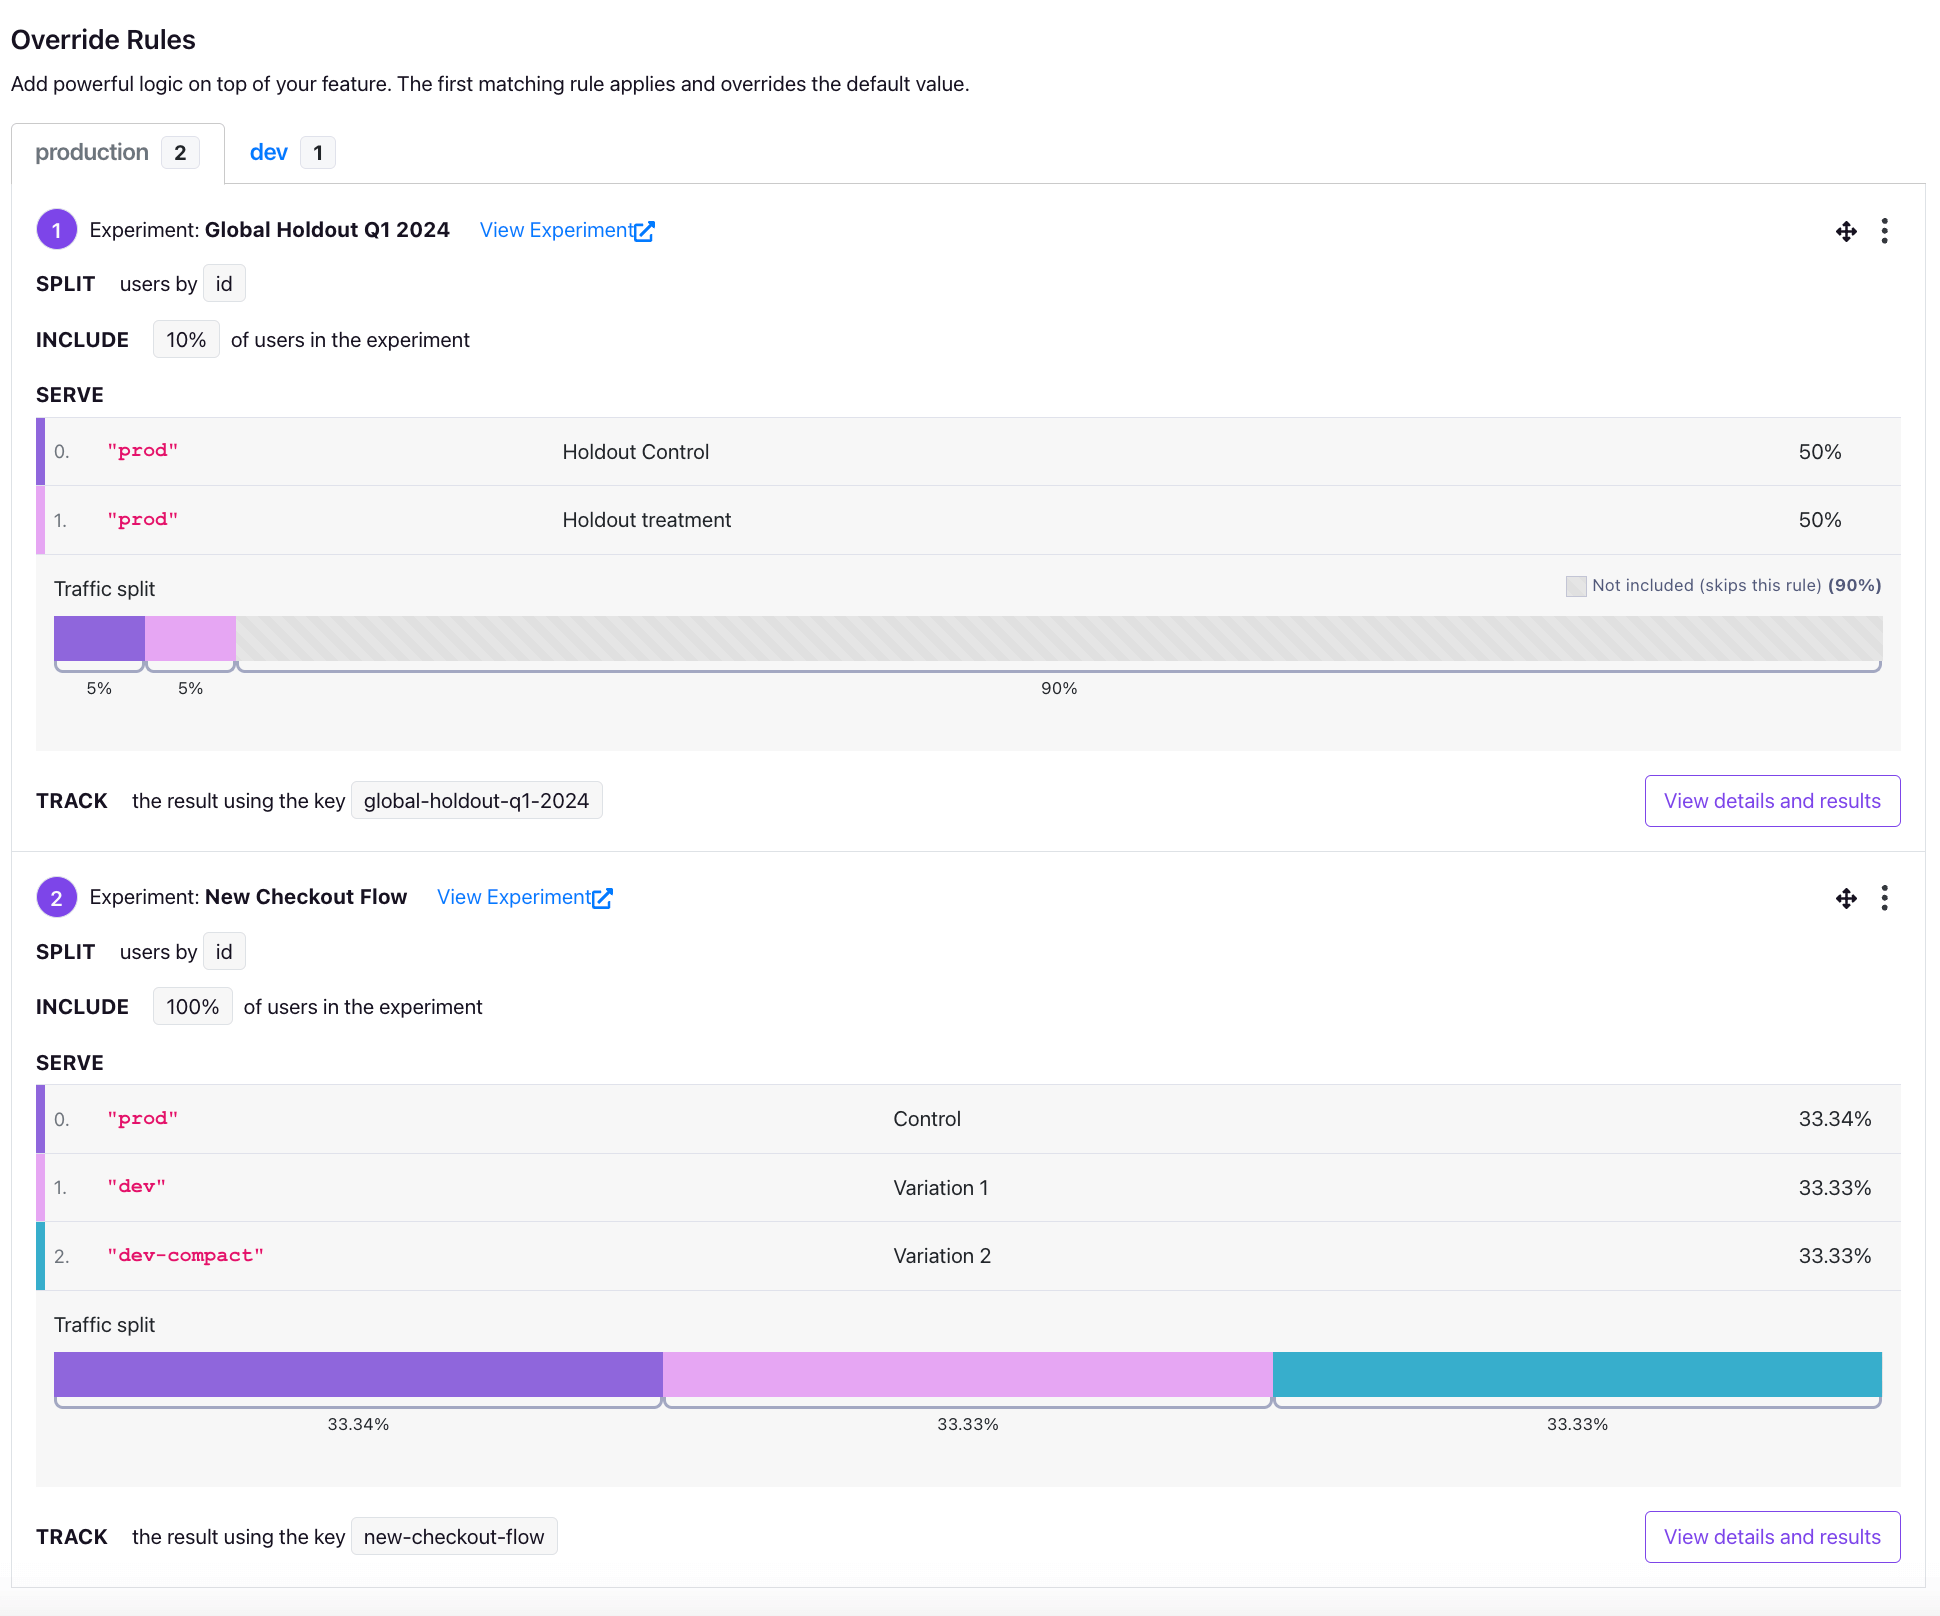 Override Rules
Add powerful logic on top of your feature. The first matching rule applies and overrides the default value.
production 2 dev 1
1 Experiment: Global Holdout Q1 2024 View Experiment
SPLIT users by id
INCLUDE 10% of users in the experiment
SERVE
0. "prod" Holdout Control 50%
1. "prod" Holdout treatment 50%
Traffic split Not included (skips this rule) (90%)
5% 5% 90%
TRACK the result using the key global-holdout-q1-2024 View details and results
2 Experiment: New Checkout Flow View Experiment
SPLIT users by id
INCLUDE 100% of users in the experiment
SERVE
0. "prod" Control 33.34%
1. "dev" Variation 1 33.33%
2. "dev-compact" Variation 2 33.33%
Traffic split
33.34% 33.33% 33.33%
TRACK the result using the key new-checkout-flow View details and results